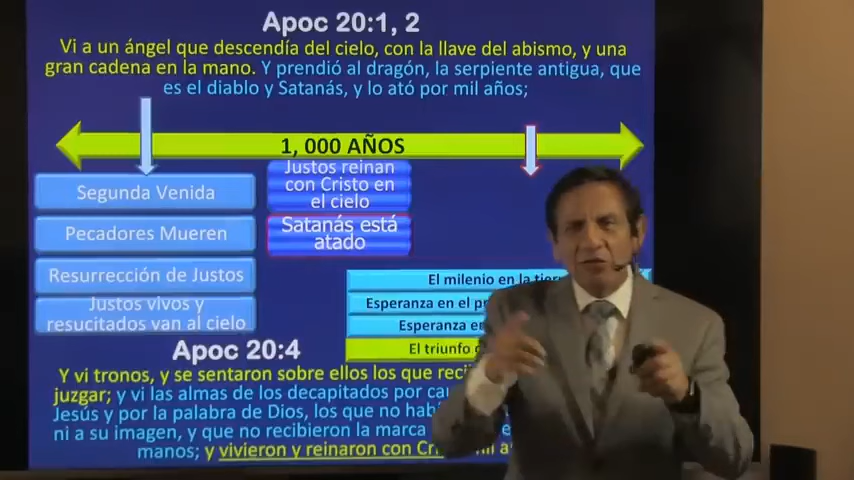 Apoc 20:1, 2
Vi a un ángel que descendía del cielo, con la llave del abismo, y una
gran cadena en la mano. Y prendió al dragón, la serpiente antigua, que
es el diablo y Satanás, y lo ató por mil años;
1, 000 AÑOS
Segunda Venida
Pecadores Mueren
Resurrección de Justos
Justos vivos y
resucitados van al cielo
Justos reinan
con Cristo en
el cielo
Satanás está
atado
El milenio en la
Esperanza en el
Esperanza
El triunfo
Apoc 20:4
Y vi tronos, y se sentaron sobre ellos los que
juzgar; y vi las almas de los decapitados por
Jesús y por la palabra de Dios, los que no
ni a su imagen, y que no recibieron la marca
manos; y vivieron y reinaron con